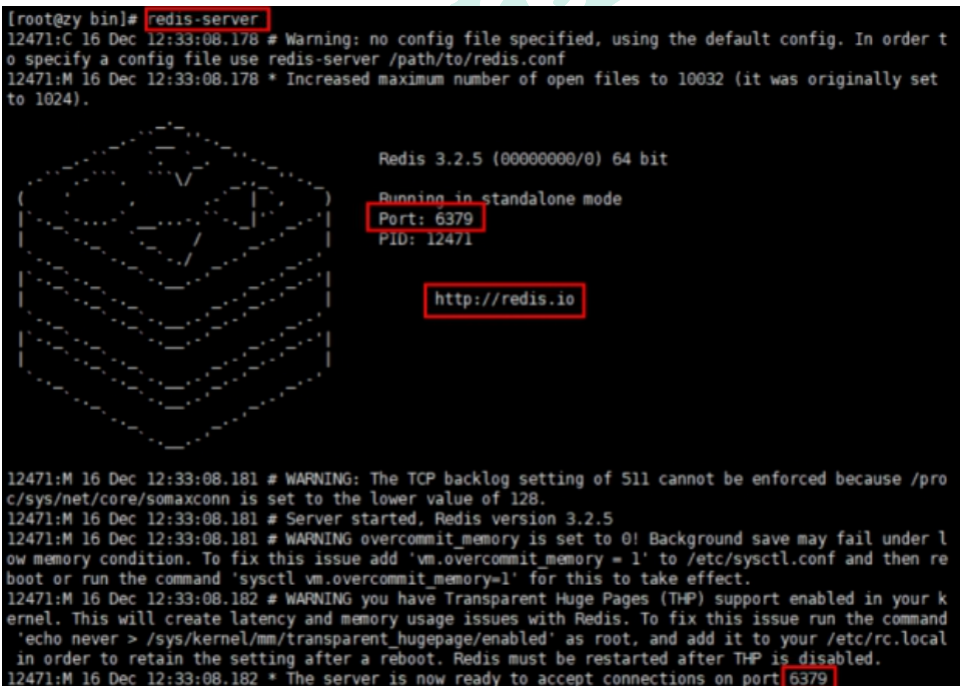 [root@zy bin]# redis-server
12471:C 16 Dec 12:33:08.178 # Warning: no config file specified, using the default config. In order t
o specify a config file use redis-server /path/to/redis.conf
12471:M 16 Dec 12:33:08.178 * Increased maximum number of open files to 10032 (it was originally set
to 1024).
Redis 3.2.5 (00000000/0) 64 bit
Running in standalone mode
Port: 6379
PID: 12471
http://redis.io
12471:M 16 Dec 12:33:08.181 # WARNING: The TCP backlog setting of 511 cannot be enforced because /pro
c/sys/net/core/somaxconn is set to the lower value of 128.
12471:M 16 Dec 12:33:08.181 # Server started, Redis version 3.2.5
12471:M 16 Dec 12:33:08.181 # WARNING overcommit_memory is set to 0! Background save may fail under l
ow memory condition. To fix this issue add 'vm.overcommit_memory = 1' to /etc/sysctl.conf and then re
boot or run the command 'sysctl vm.overcommit_memory=1' for this to take effect.
12471:M 16 Dec 12:33:08.182 # WARNING you have Transparent Huge Pages (THP) support enabled in your k
ernel. This will create latency and memory usage issues with Redis. To fix this issue run the command
'echo never > /sys/kernel/mm/transparent_hugepage/enabled' as root, and add it to your /etc/rc.local
in order to retain the setting after a reboot. Redis must be restarted after THP is disabled.
12471:M 16 Dec 12:33:08.182 * The server is now ready to accept connections on port 6379